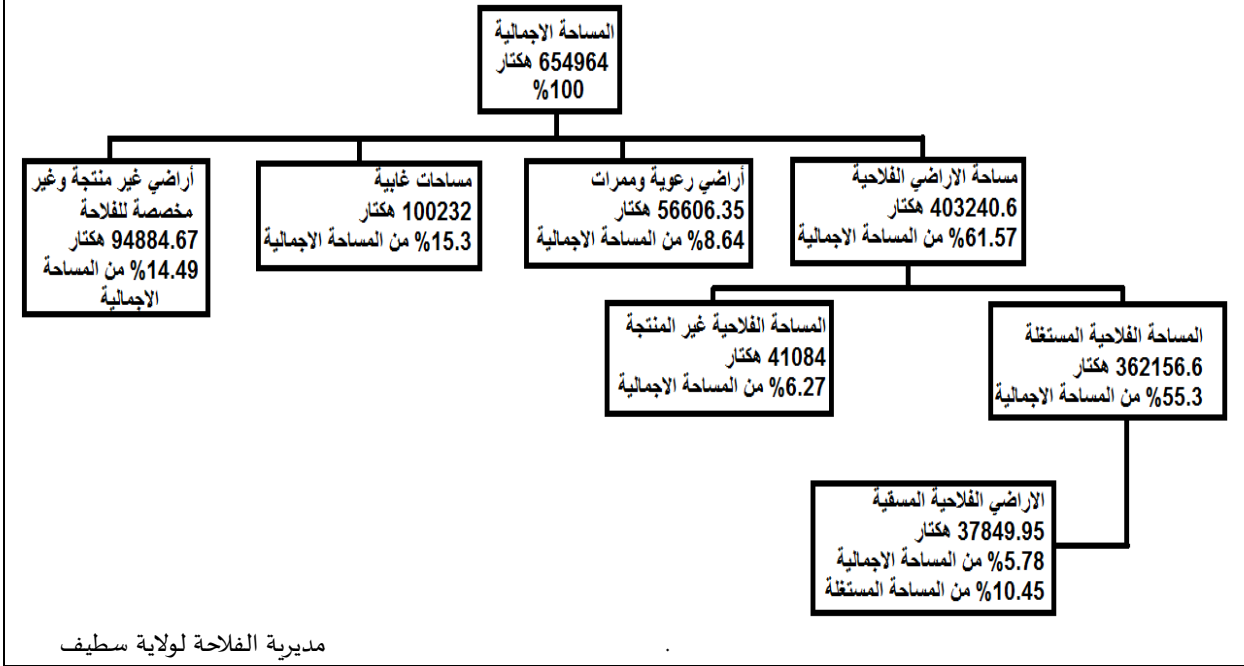 المساحة الاجمالية
654964 هكتار
%100
مساحة الاراضي الفلاحية
403240.6 هكتار
%61.57 من المساحة الاجمالية
أراضي رعوية وممرات
56606.35 هكتار
%8.64 من المساحة الاجمالية
مساحات غابية
100232 هكتار
%15.3 من المساحة الاجمالية
أراضي غير منتجة وغير
مخصصة للفلاحة
94884.67 هكتار
%14.49 من المساحة
الاجمالية
المساحة الفلاحية المستغلة
362156.6 هكتار
%55.3 من المساحة الاجمالية
المساحة الفلاحية غير المنتجة
41084 هكتار
%6.27 من المساحة الاجمالية
الاراضي الفلاحية المسقية
37849.95 هكتار
%5.78 من المساحة الاجمالية
%10.45 من المساحة المستغلة
. مديرية الفلاحة لولاية سطيف